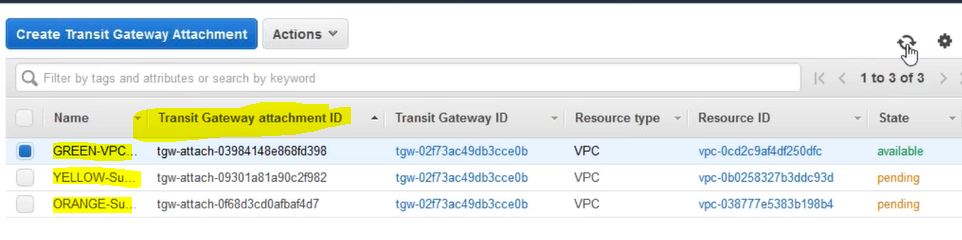 Create Transit Gateway Attachment Actions
Filter by tags and attributes or search by keyword 1 to 3 of 3
Name Transit Gateway attachment ID Transit Gateway ID Resource type Resource ID State
GREEN-VPC... tgw-attach-03984148e868fd398 tgw-02f73ac49db3cce0b VPC vpc-0cd2c9af4df250dfc available
YELLOW-Su... tgw-attach-09301a81a90c2f982 tgw-02f73ac49db3cce0b VPC vpc-0b0258327b3ddc93d pending
ORANGE-Su... tgw-attach-0f68d3cd0afbaf4d7 tgw-02f73ac49db3cce0b VPC vpc-038777e5383b198b4 pending